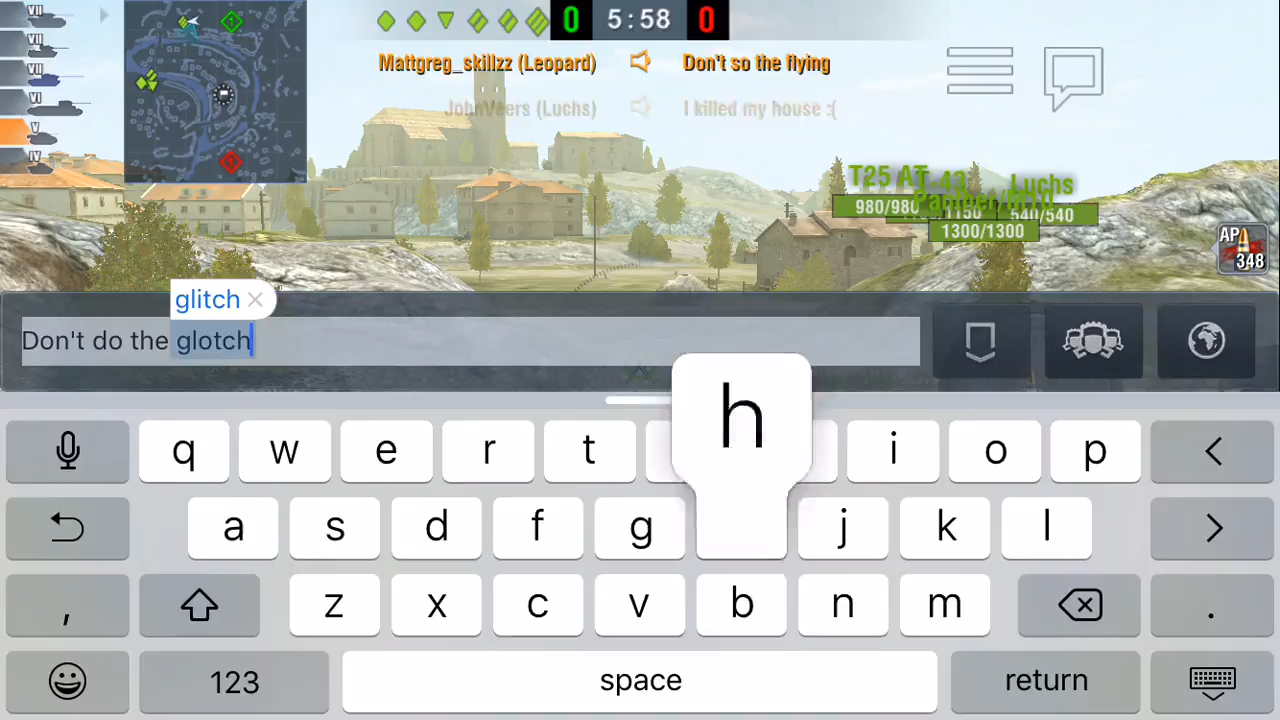 VII
VII
VII
VI
V
IV
1
1
0 5:58 0
Mattgreg_skillzz (Leopard) Don't so the flying
JohnVeers (Luchs) I killed my house :(
T25 AT
Luchs
980/980
540/540
1300/1300
AP
348
glitch ×
Don't do the glotch
h
q w e r t i o p <
a s d f g j k l >
, z x c v b n m .
123 space return